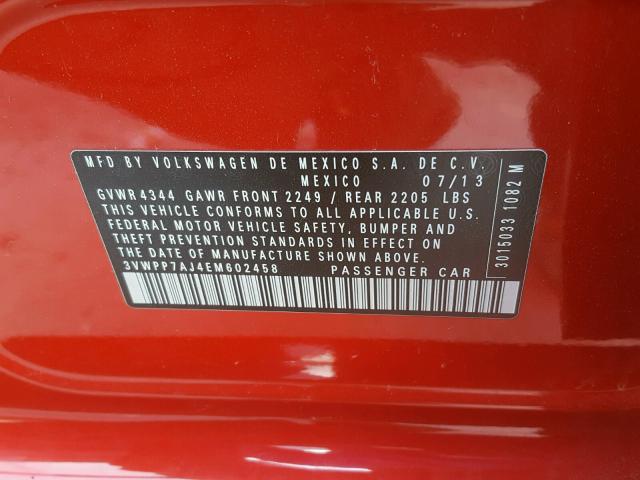 MFD BY VOLKSWAGEN DE MEXICO S.A. DE C.V.
MEXICO 07/13
GVWR 4344 GAWR FRONT 2249 / REAR 2205 LBS
THIS VEHICLE CONFORMS TO ALL APPLICABLE U.S.
FEDERAL MOTOR VEHICLE SAFETY, BUMPER AND
THEFT PREVENTION STANDARDS IN EFFECT ON
THE DATE OF MANUFACTURE SHOWN ABOVE.
3VWPP7AJ4EM602458 PASSENGER CAR
3015033 1082 M